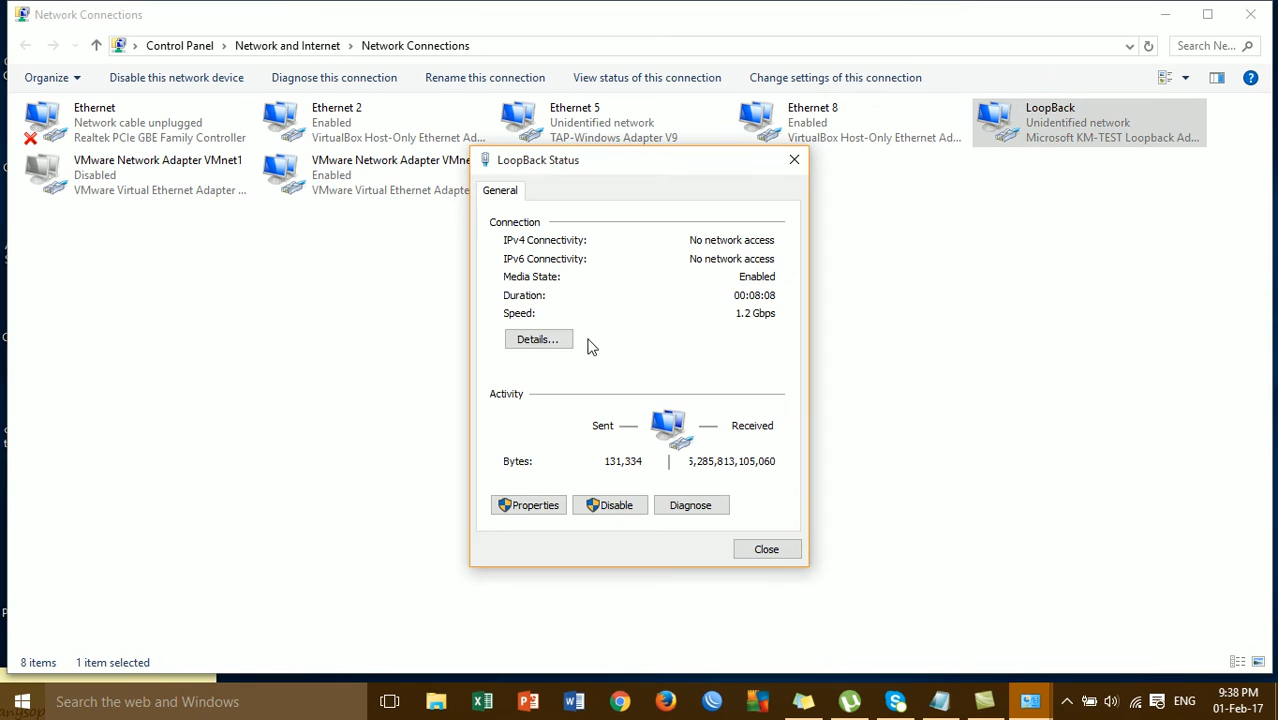 Network Connections
Control Panel > Network and Internet > Network Connections
Search Ne...
Organize
Disable this network device
Diagnose this connection
Rename this connection
View status of this connection
Change settings of this connection
Ethernet
Network cable unplugged
Realtek PCIe GBE Family Controller
Ethernet 2
Enabled
VirtualBox Host-Only Ethernet Ad...
Ethernet 5
Unidentified network
TAP-Windows Adapter V9
Ethernet 8
Enabled
VirtualBox Host-Only Ethernet Ad...
LoopBack
Unidentified network
Microsoft KM-TEST Loopback Ad...
VMware Network Adapter VMnet1
Disabled
VMware Virtual Ethernet Adapter ...
VMware Network Adapter VMne
Enabled
VMware Virtual Ethernet Adapte
LoopBack Status
General
Connection
IPv4 Connectivity: No network access
IPv6 Connectivity: No network access
Media State: Enabled
Duration: 00:08:08
Speed: 1.2 Gbps
Details...
Activity
Sent — — Received
Bytes: 131,334 5,285,813,105,060
Properties
Disable
Diagnose
Close
8 items 1 item selected
Search the web and Windows
ENG
9:38 PM
01-Feb-17